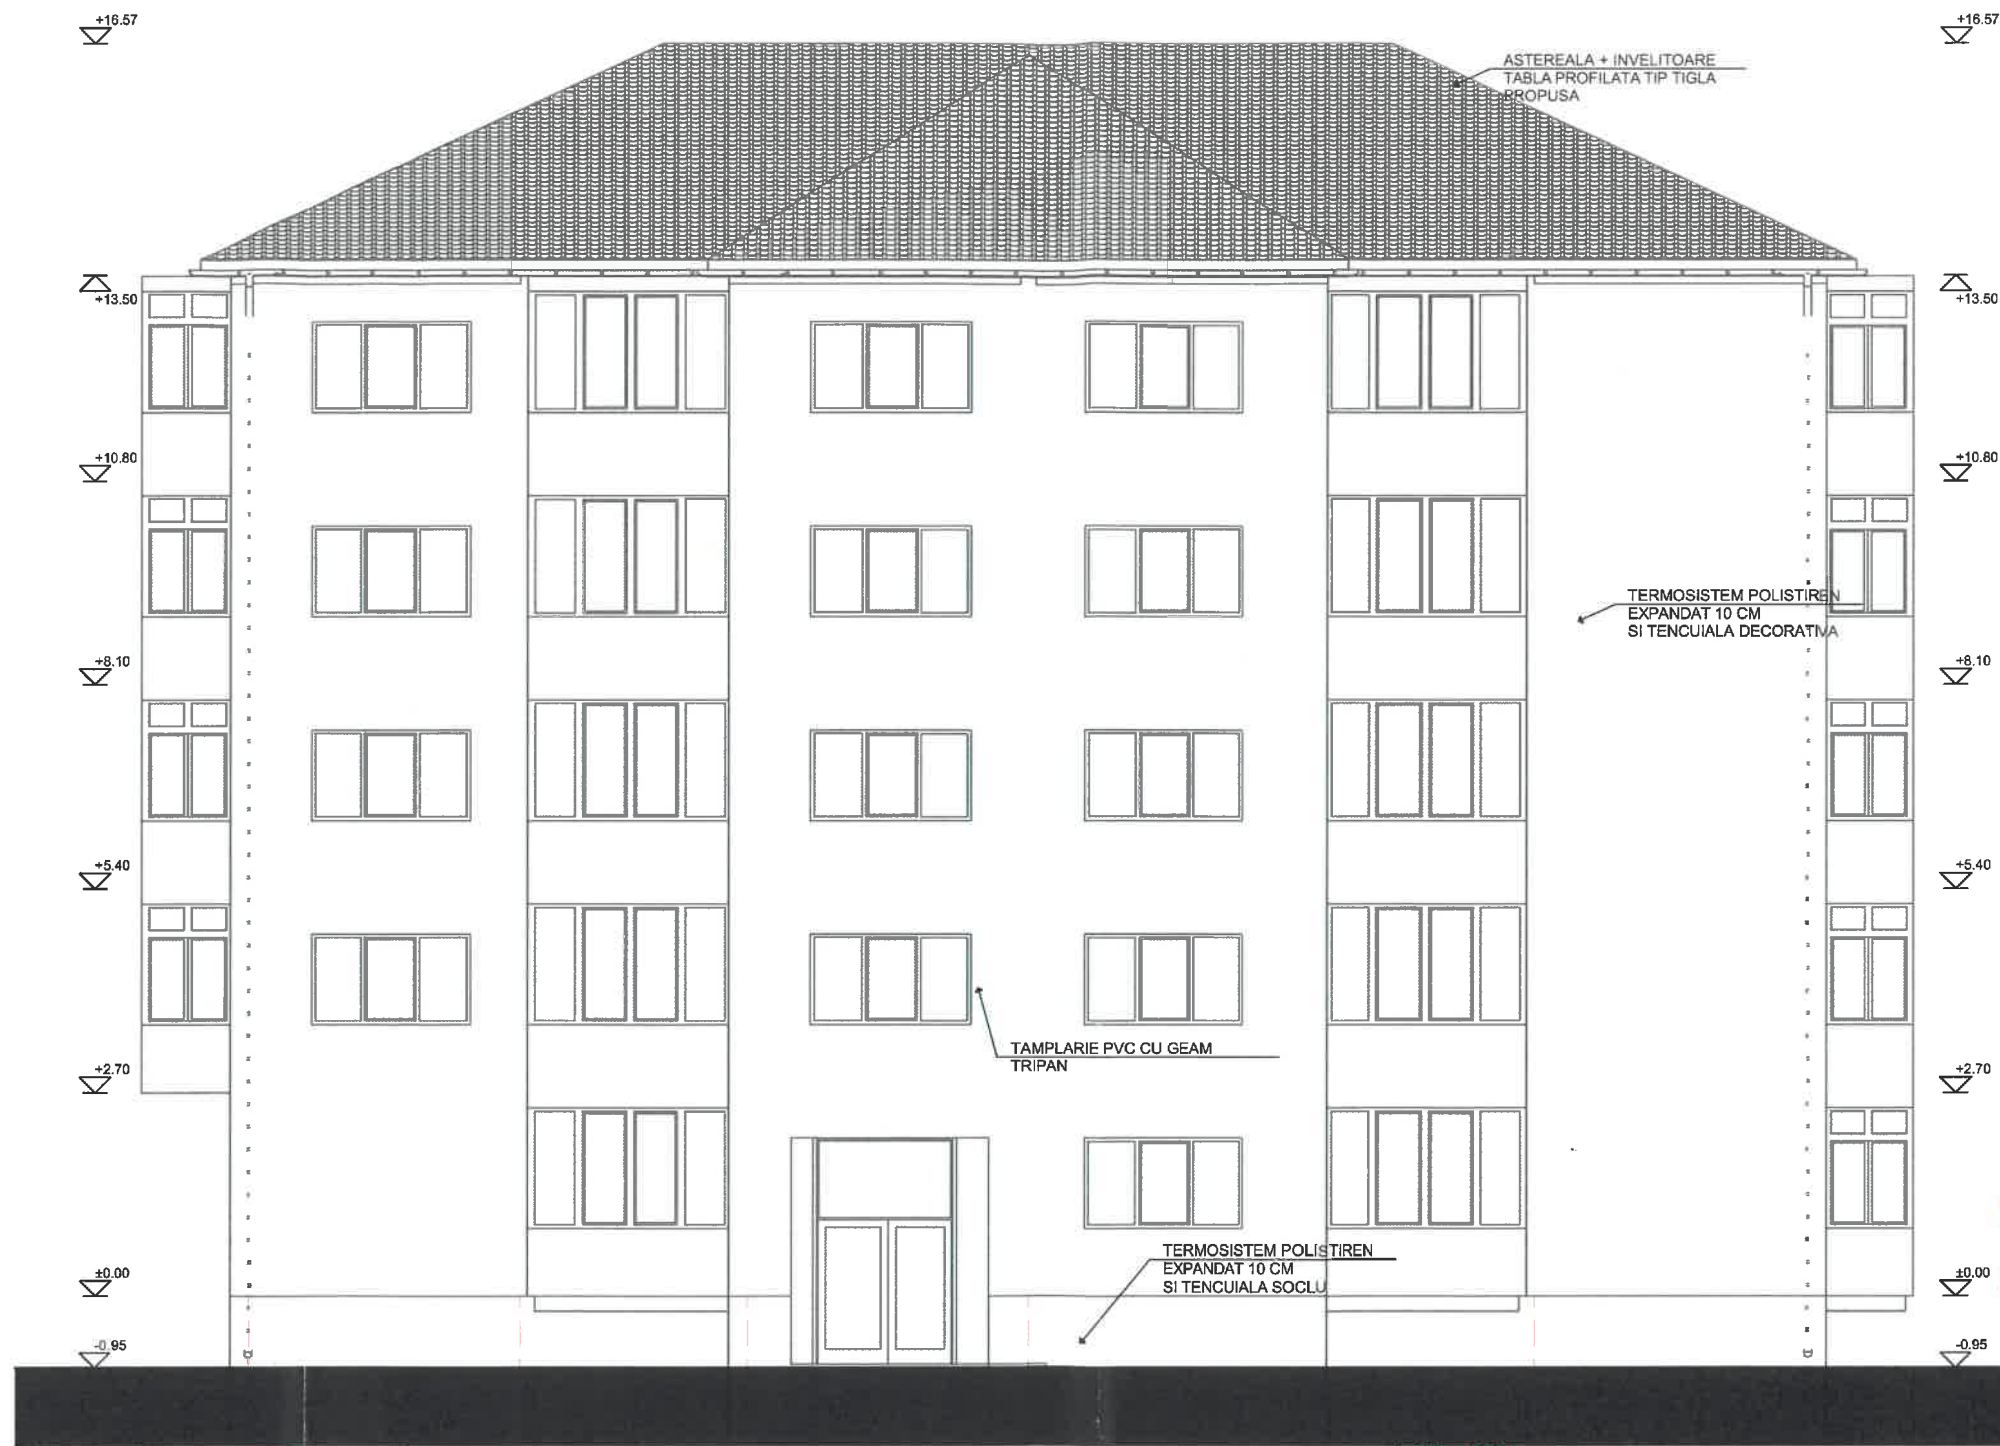 +16.57
+16.57
ASTEREALA + INVELITOARE
TABLA PROFILATA TIP TIGLA
PROPUSA
+13.50
+13.50
+10.80
+10.80
TERMOSISTEM POLISTIREN
EXPANDAT 10 CM
SI TENCUIALA DECORATIVA
+8.10
+8.10
+5.40
+5.40
TAMPLARIE PVC CU GEAM
TRIPAN
+2.70
+2.70
TERMOSISTEM POLISTIREN
EXPANDAT 10 CM
SI TENCUIALA SOCLU
±0.00
±0.00
-0.95
-0.95